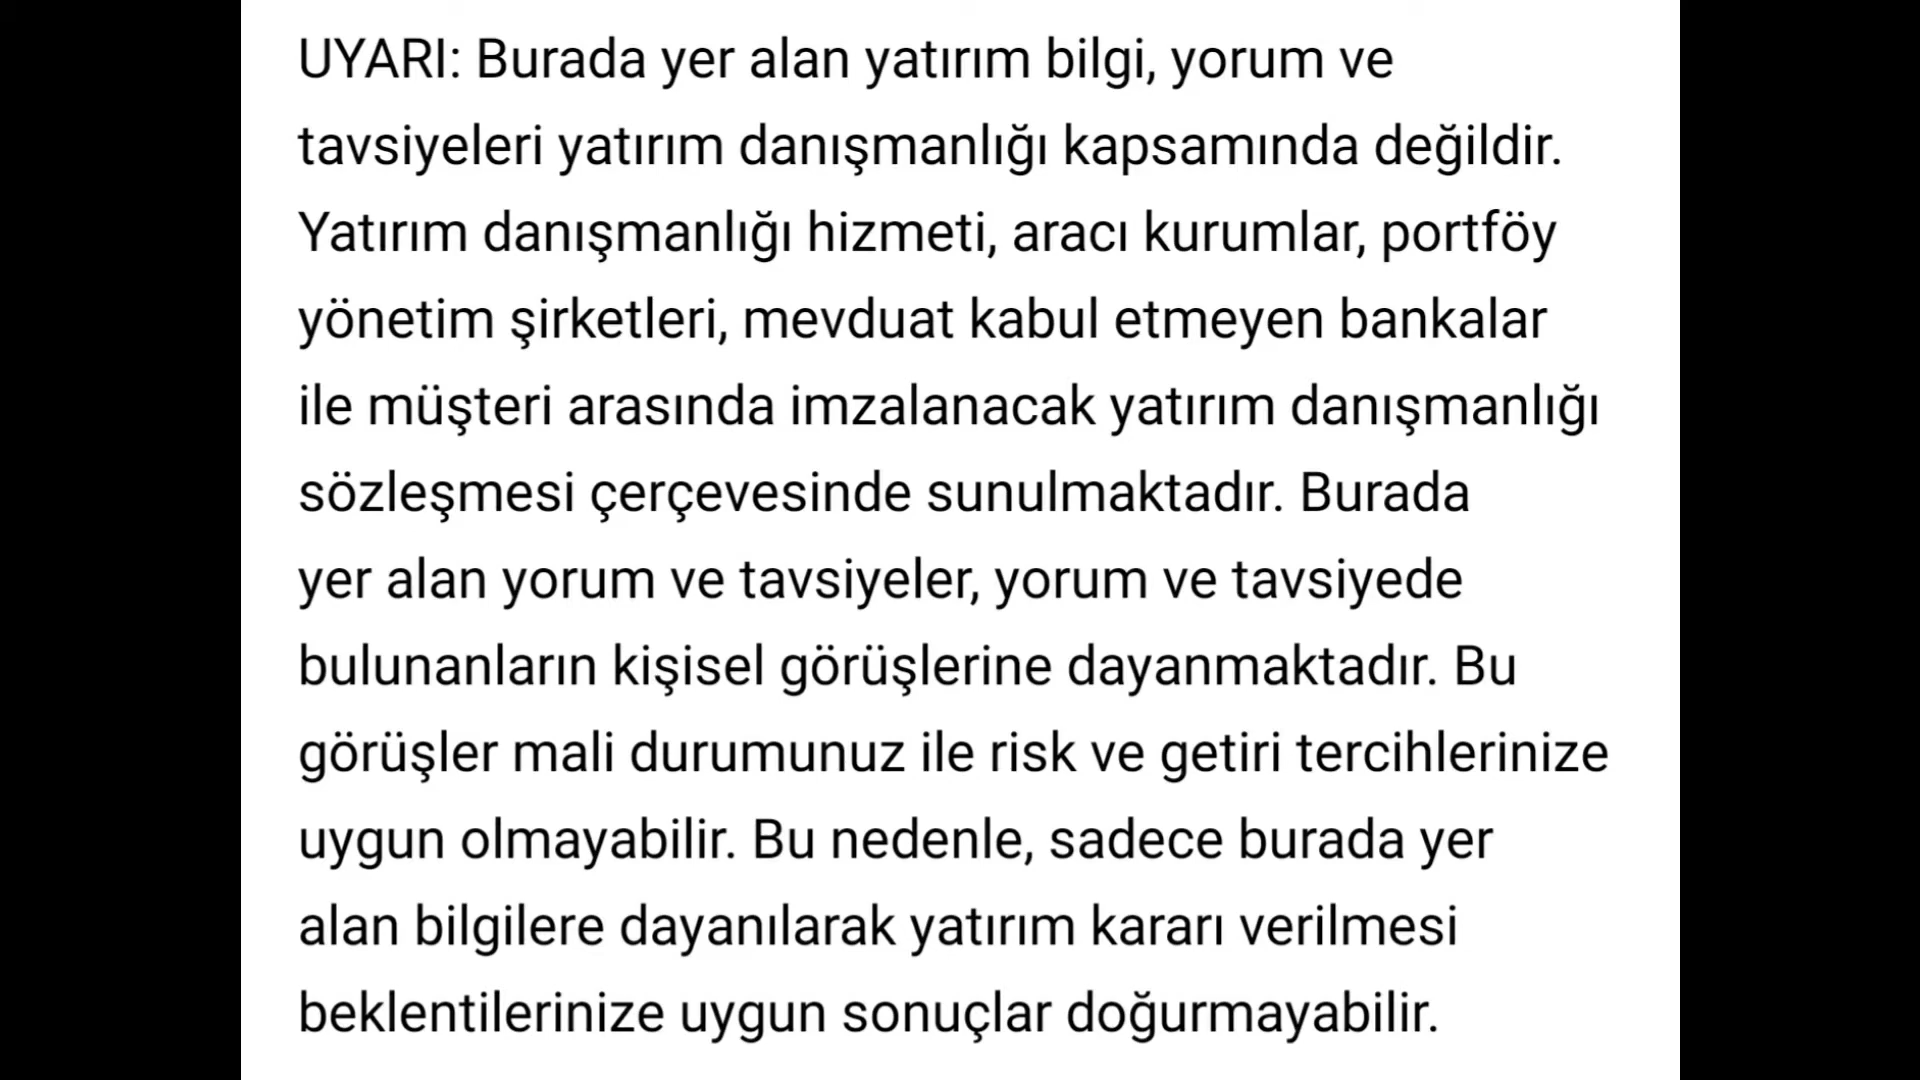 UYARI: Burada yer alan yatırım bilgi, yorum ve
tavsiyeleri yatırım danışmanlığı kapsamında değildir.
Yatırım danışmanlığı hizmeti, aracı kurumlar, portföy
yönetim şirketleri, mevduat kabul etmeyen bankalar
ile müşteri arasında imzalanacak yatırım danışmanlığı
sözleşmesi çerçevesinde sunulmaktadır. Burada
yer alan yorum ve tavsiyeler, yorum ve tavsiyede
bulunanların kişisel görüşlerine dayanmaktadır. Bu
görüşler mali durumunuz ile risk ve getiri tercihlerinize
uygun olmayabilir. Bu nedenle, sadece burada yer
alan bilgilere dayanılarak yatırım kararı verilmesi
beklentilerinize uygun sonuçlar doğurmayabilir.